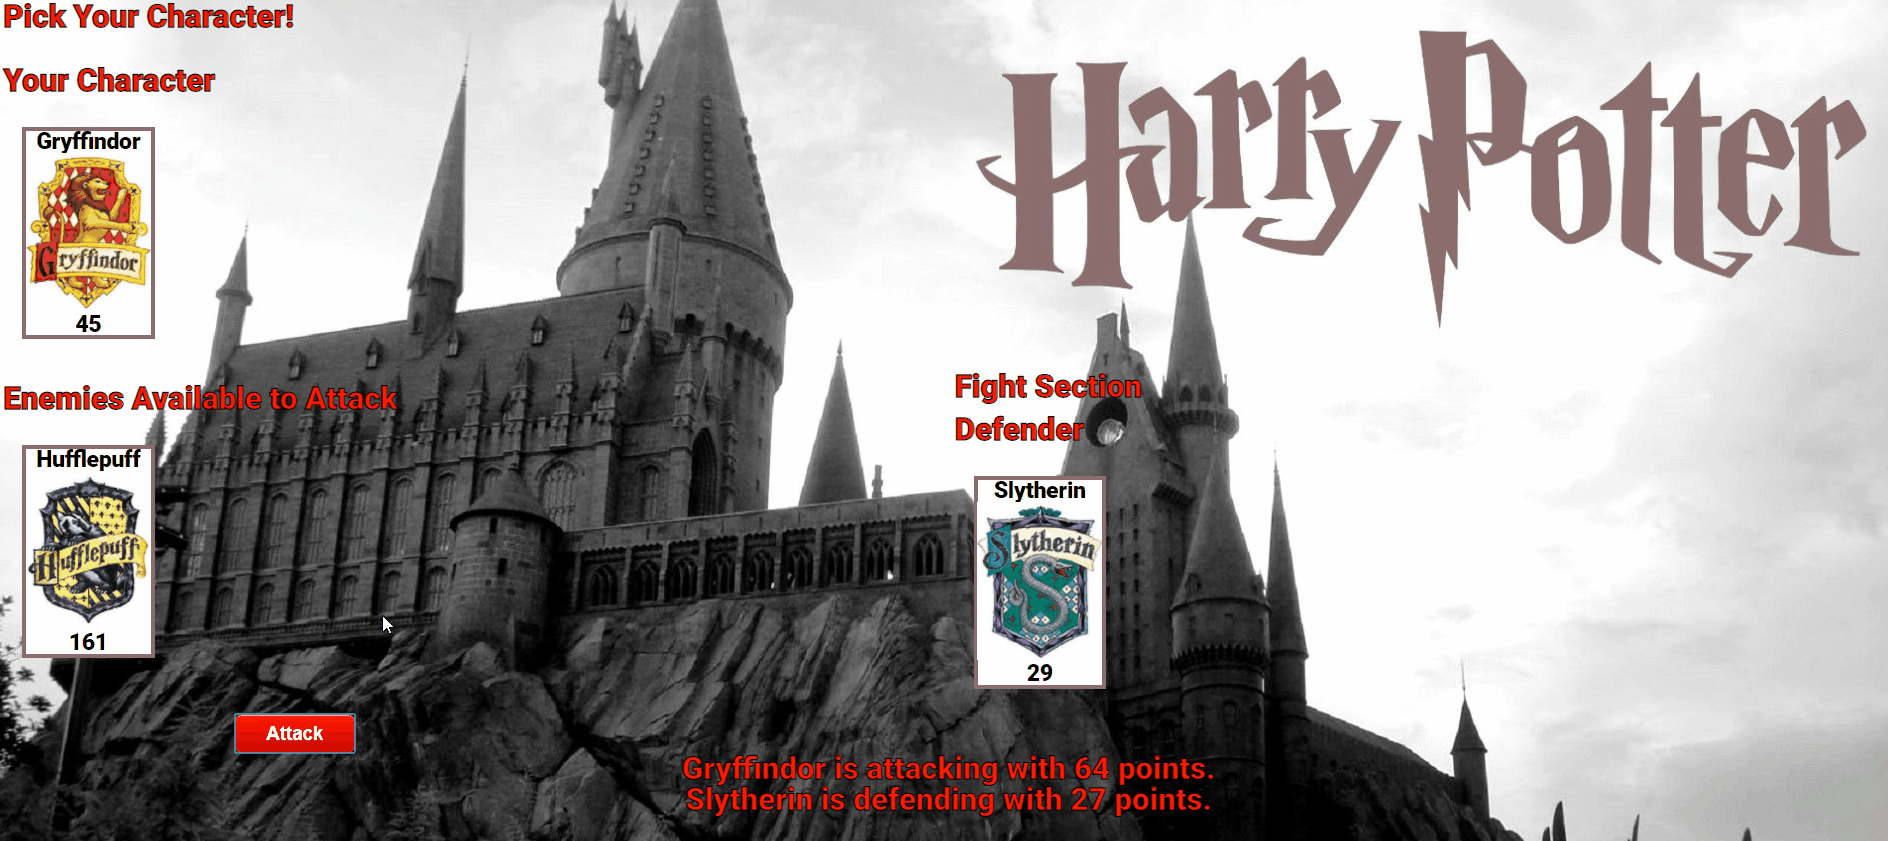 Pick Your Character!
Your Character
Gryffindor
Gryffindor
45
Harry Potter
Enemies Available to Attack
Hufflepuff
Hufflepuff
161
Fight Section
Defender
Slytherin
Slytherin
29
Attack
Gryffindor is attacking with 64 points.
Slytherin is defending with 27 points.